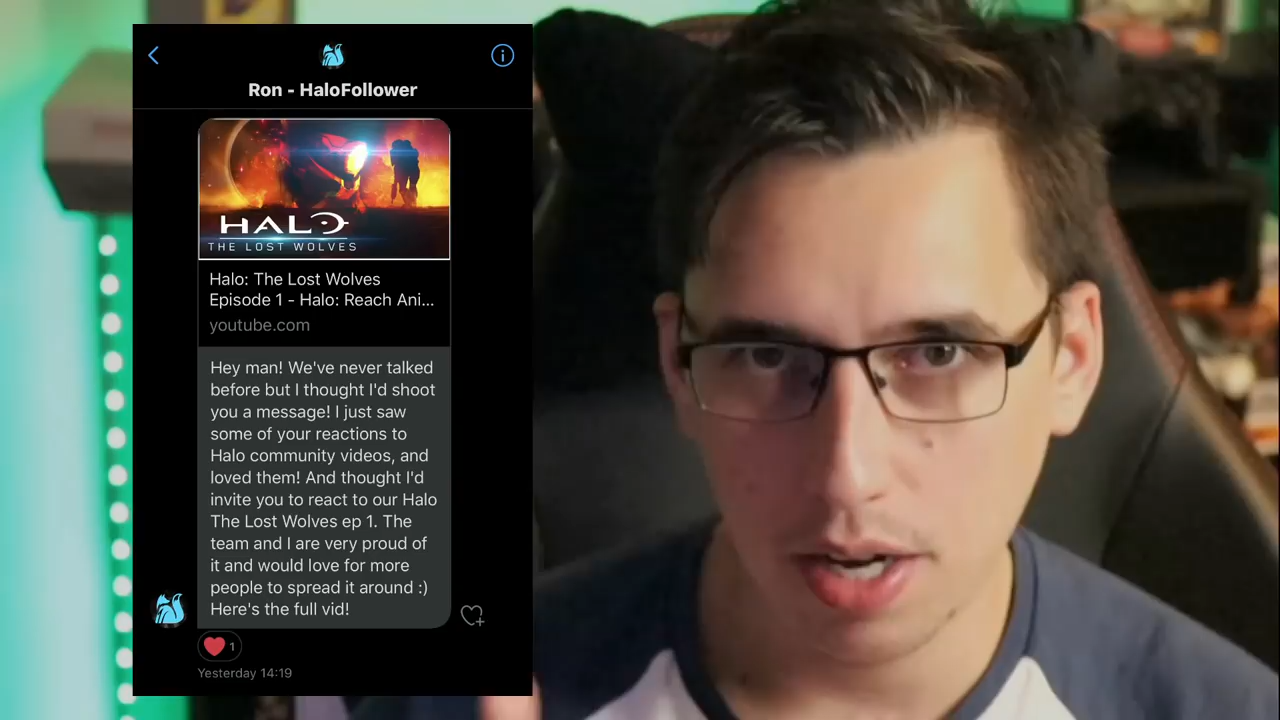 Ron - HaloFollower
HALO
THE LOST WOLVES
Halo: The Lost Wolves
Episode 1 - Halo: Reach Ani...
youtube.com
Hey man! We've never talked
before but I thought I'd shoot
you a message! I just saw
some of your reactions to
Halo community videos, and
loved them! And thought I'd
invite you to react to our Halo
The Lost Wolves ep 1. The
team and I are very proud of
it and would love for more
people to spread it around :)
Here's the full vid!
1
Yesterday 14:19